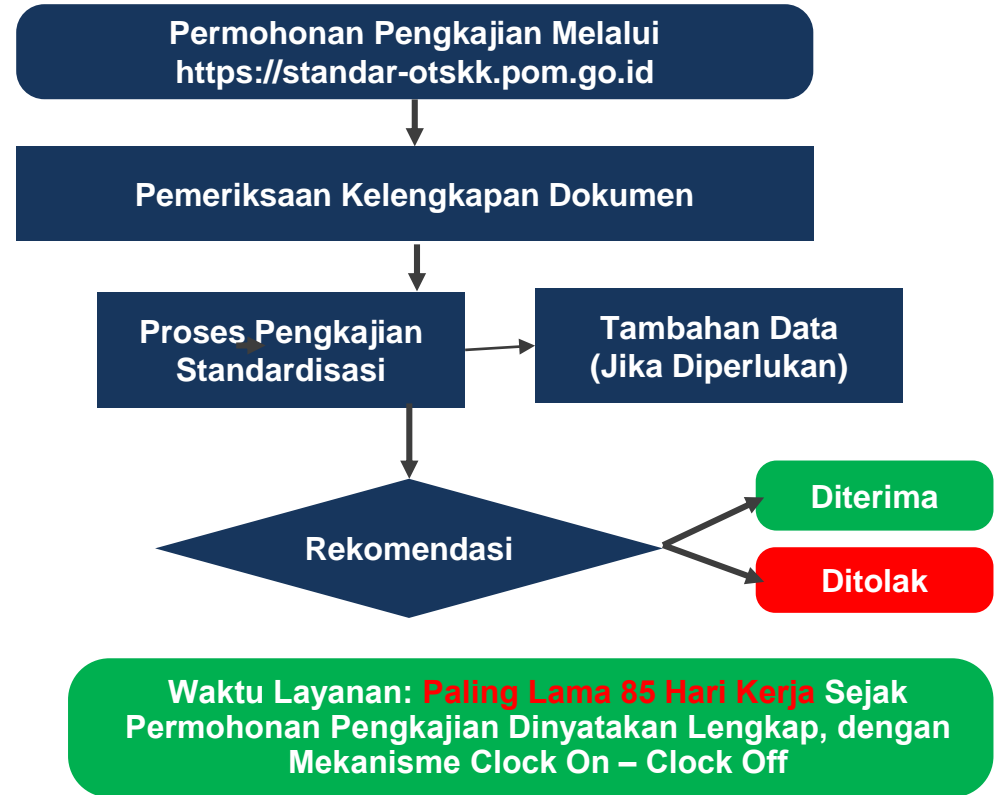 Permohonan Pengkajian Melalui
https://standar-otskk.pom.go.id
Pemeriksaan Kelengkapan Dokumen
Proses Pengkajian
Standardisasi
Tambahan Data
(Jika Diperlukan)
Rekomendasi
Diterima
Ditolak
Waktu Layanan: Paling Lama 85 Hari Kerja Sejak
Permohonan Pengkajian Dinyatakan Lengkap, dengan
Mekanisme Clock On – Clock Off